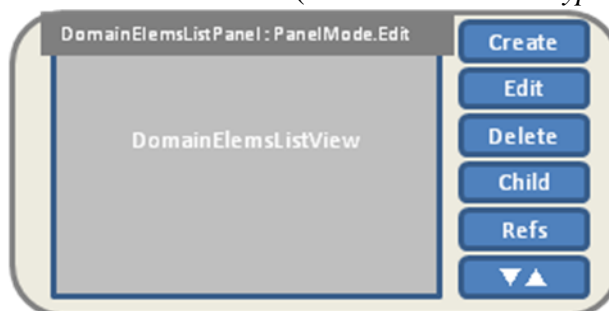 DomainElemsListPanel : PanelMode.Edit
DomainElemsListView
Create
Edit
Delete
Child
Refs
▼▲